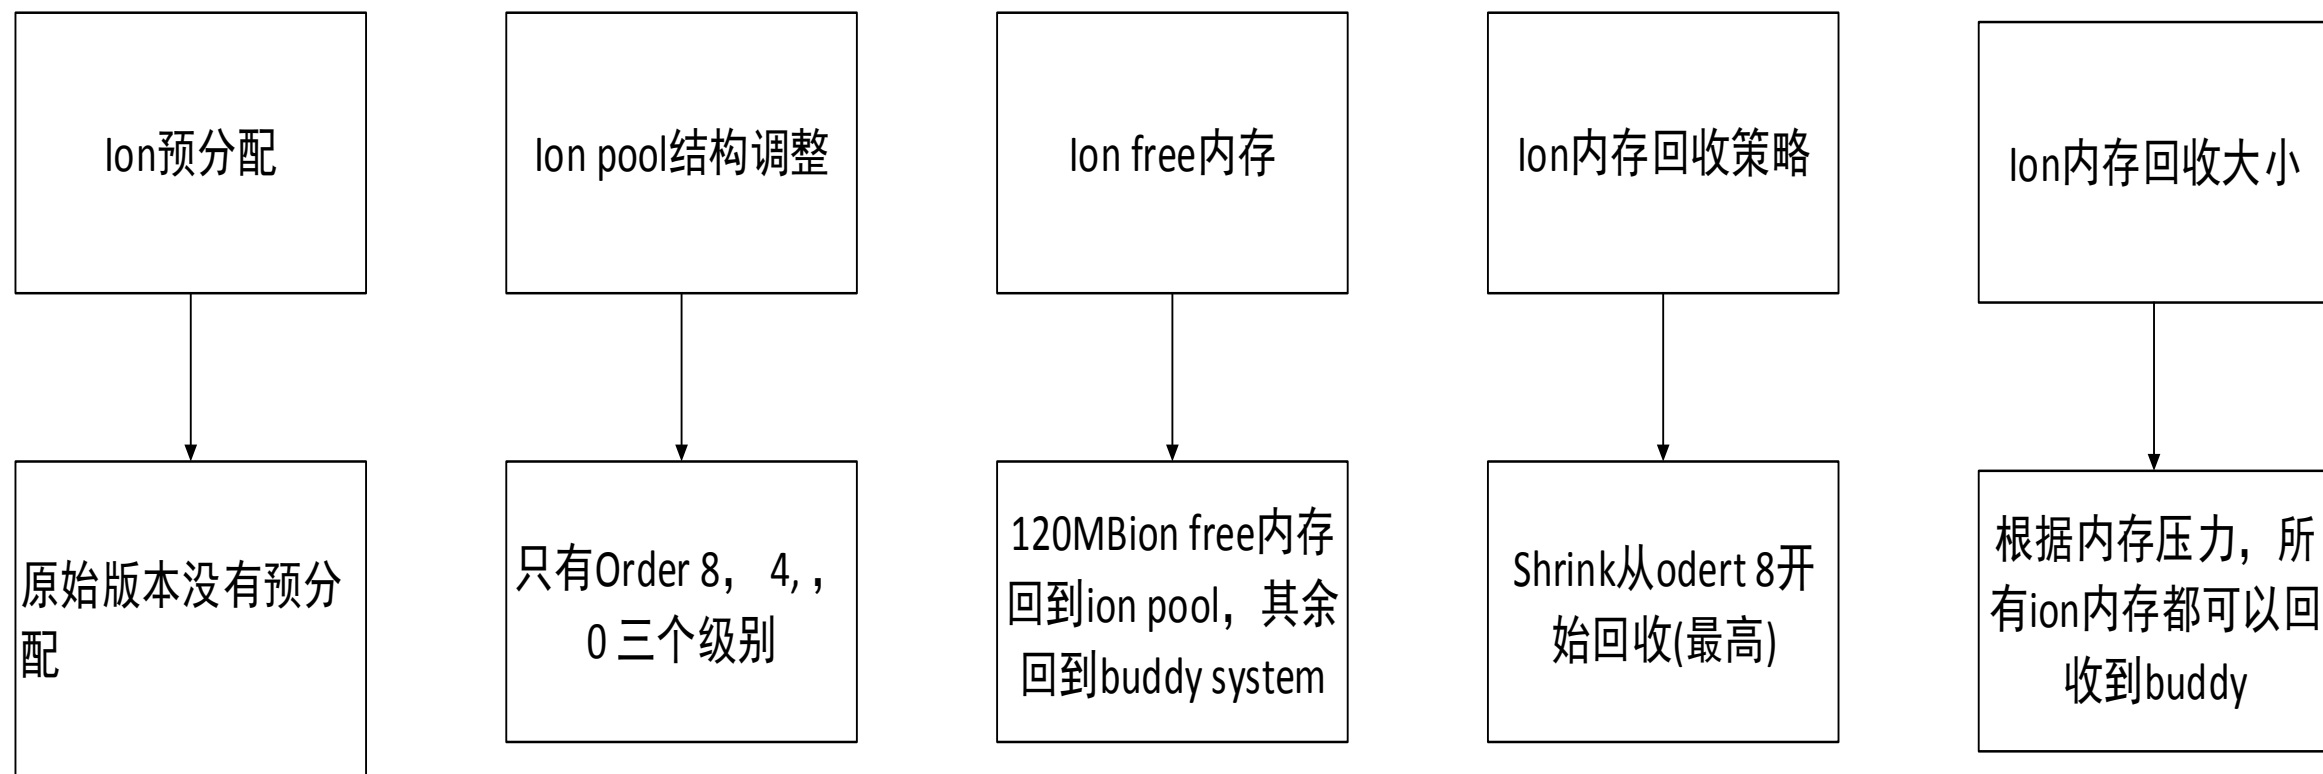 Ion预分配
Ion pool结构调整
Ion free内存
Ion内存回收策略
Ion内存回收大小
原始版本没有预分
配
只有Order 8， 4,，
0 三个级别
120MBion free内存
回到ion pool，其余
回到buddy system
Shrink从odert 8开
始回收(最高)
根据内存压力，所
有ion内存都可以回
收到buddy